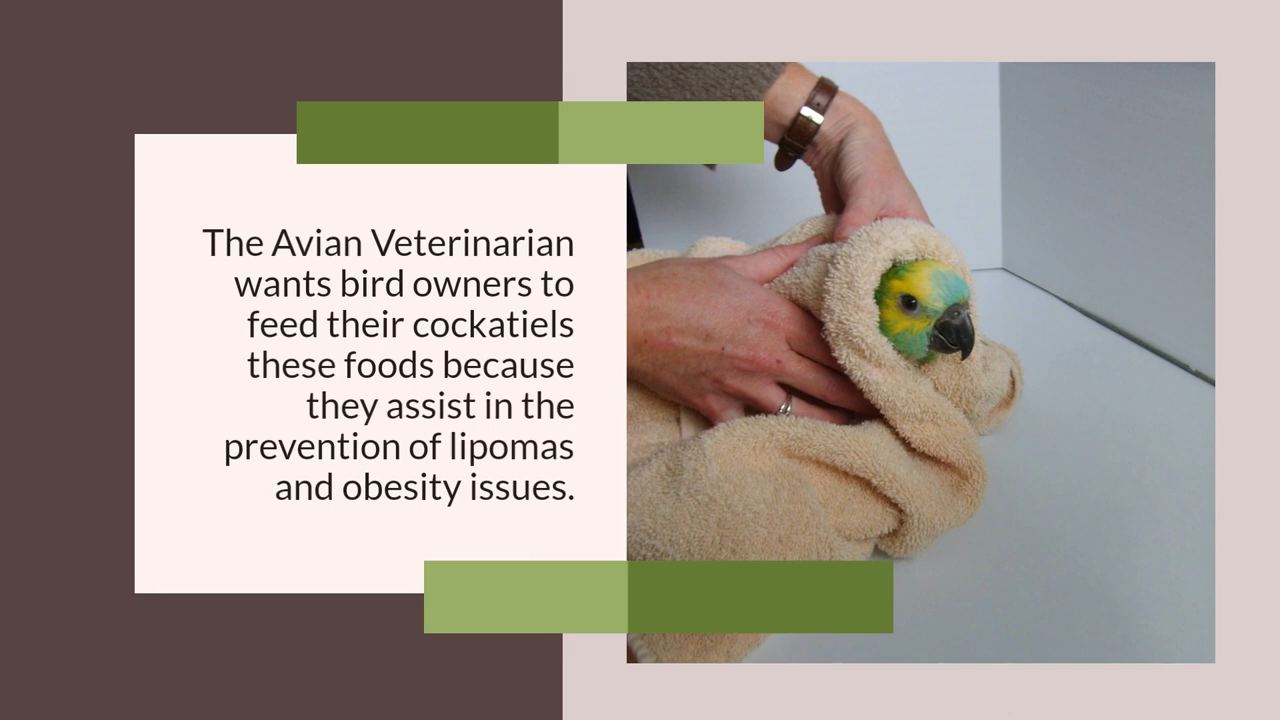 The Avian Veterinarian
wants bird owners to
feed their cockatiels
these foods because
they assist in the
prevention of lipomas
and obesity issues.